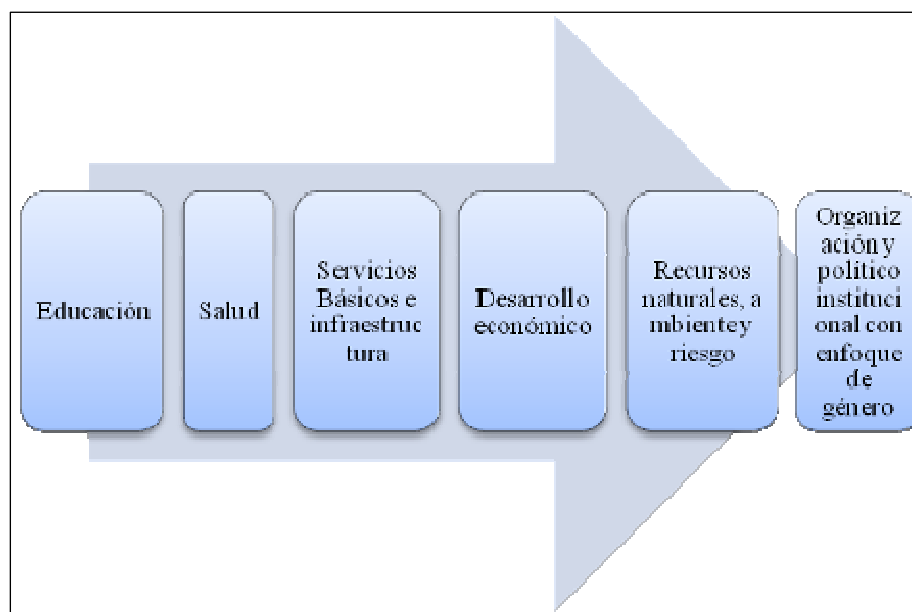 Educación
Salud
Servicios
Básicos e
infraestruc
tura
Desarrollo
económico
Recursos
naturales, a
mbiente y
riesgo
Organiz
ación y
político
instituci
onal con
enfoque
de
género